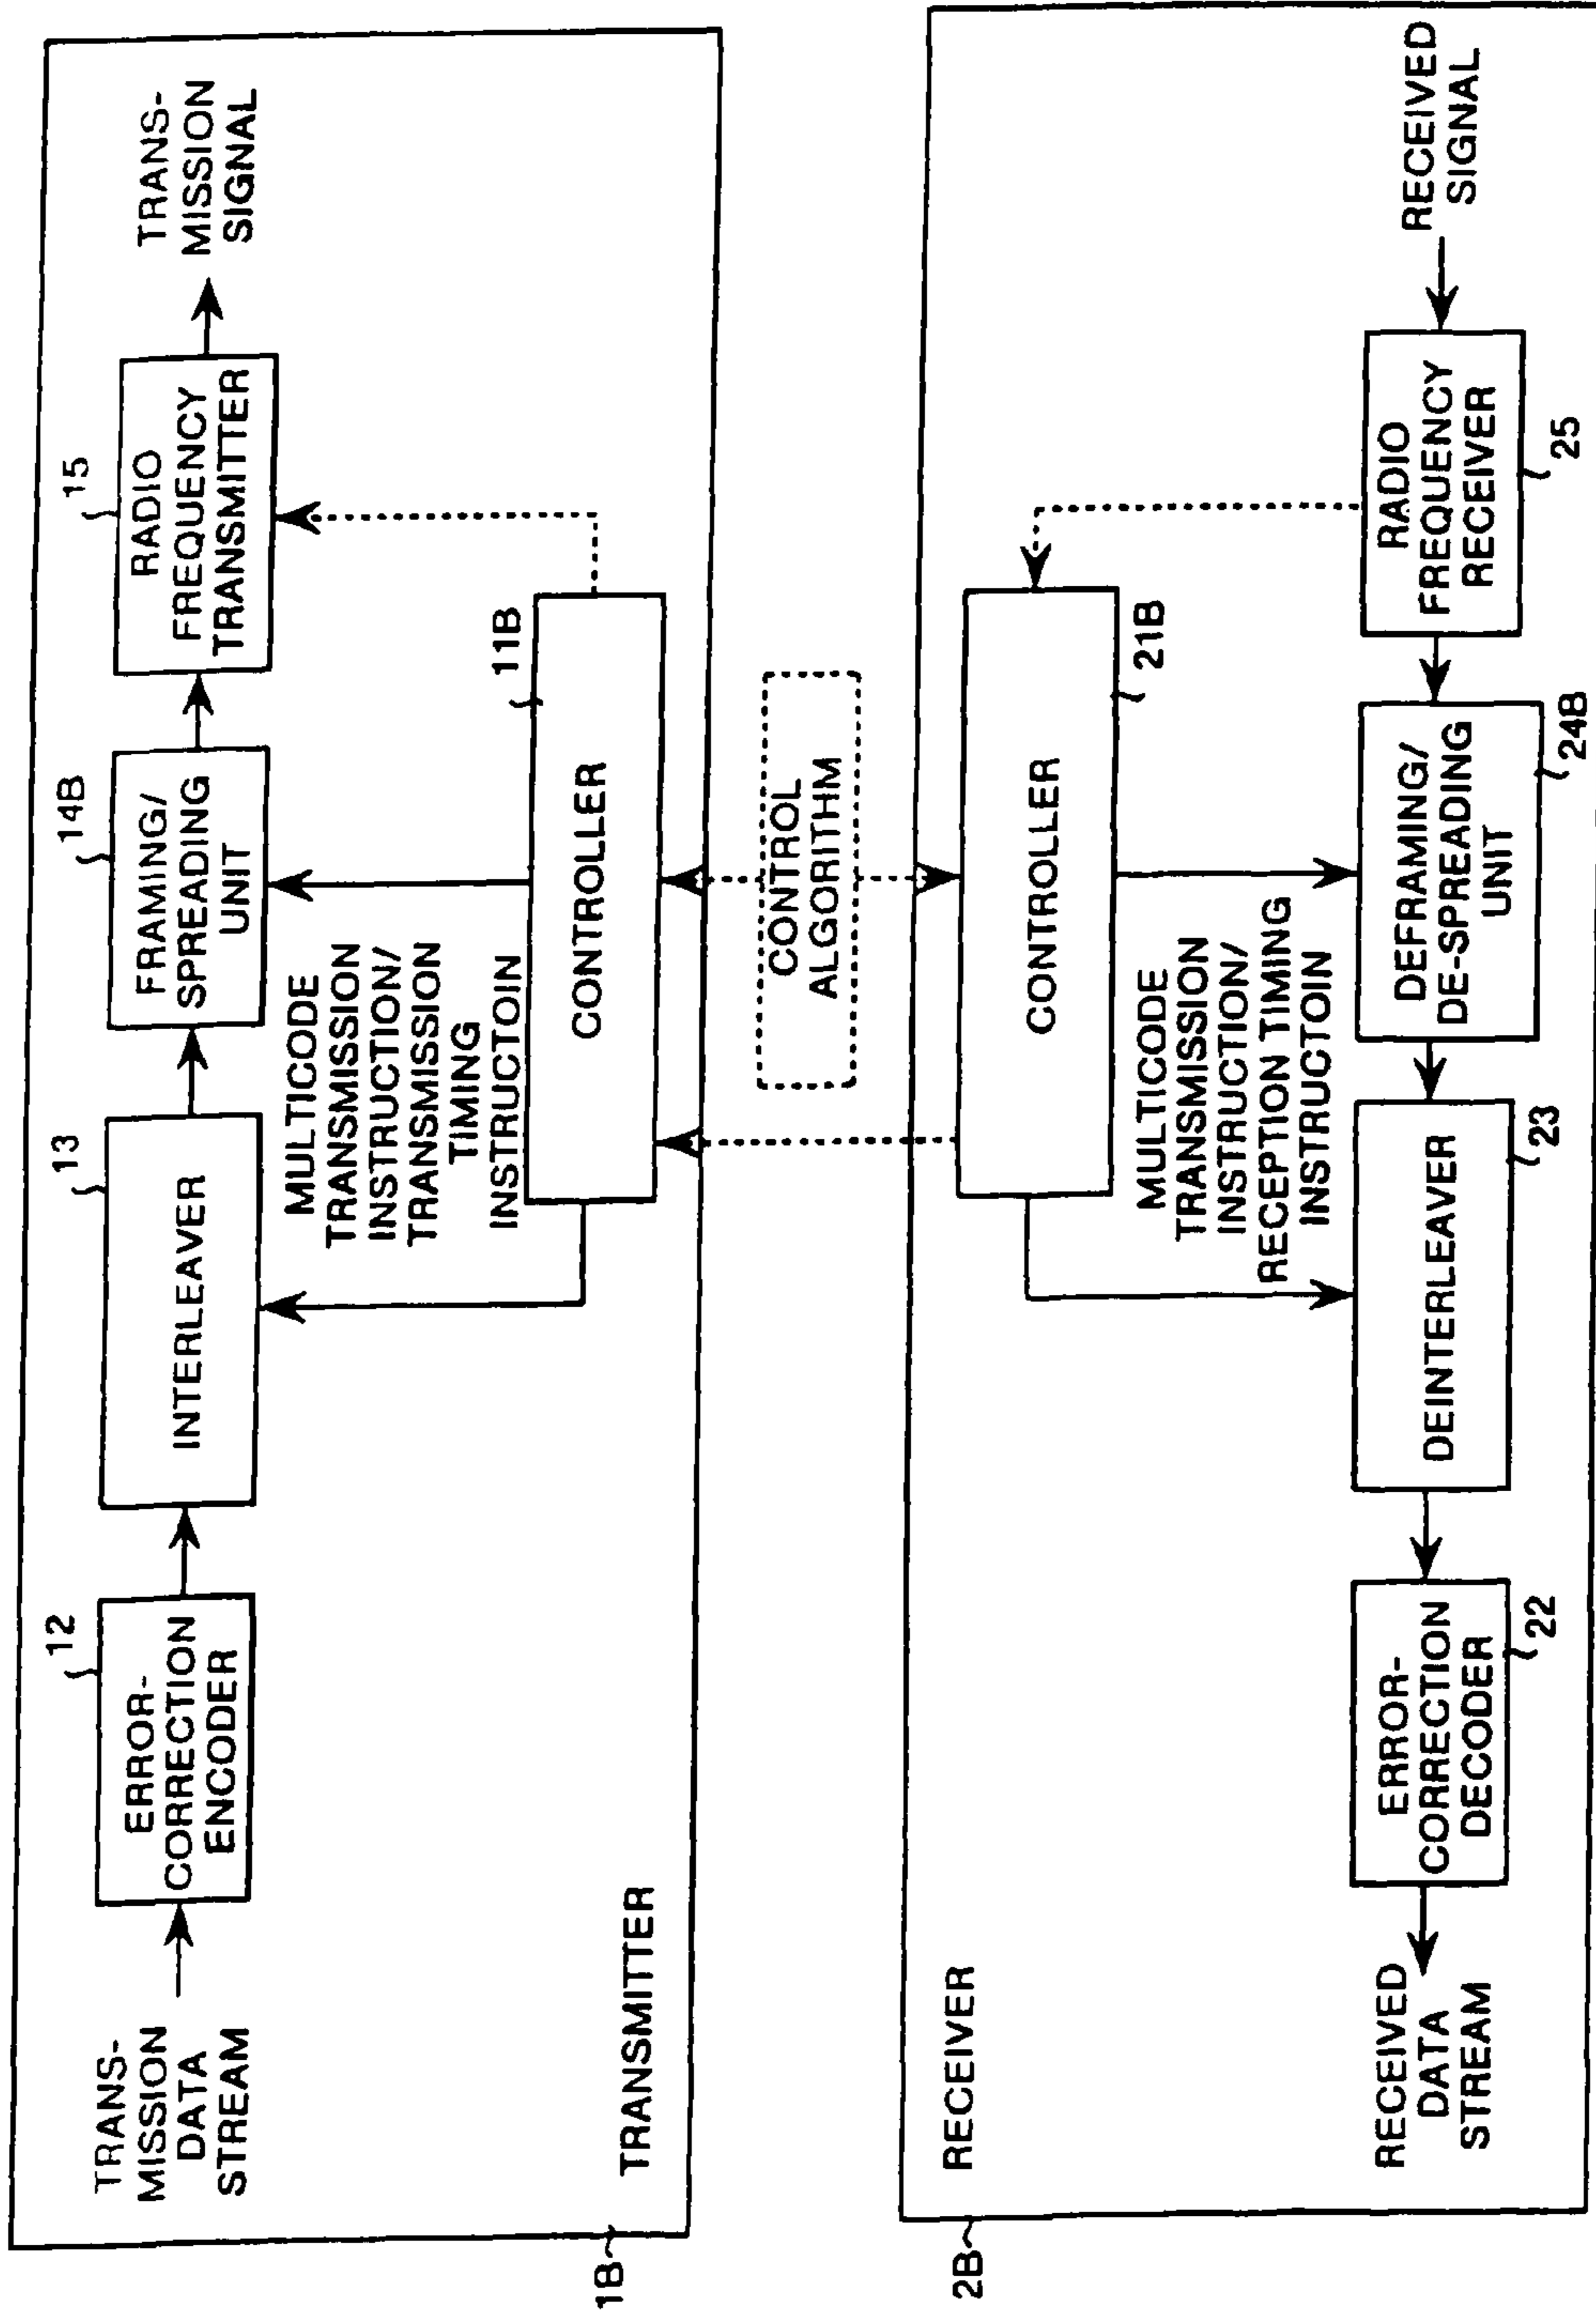 TRANS-
MISSION
DATA
STREAM
12
ERROR-
CORRECTION
ENCODER
13
INTERLEAVER
14B
FRAMING/
SPREADING
UNIT
15
RADIO
FREQUENCY
TRANSMITTER
TRANS-
MISSION
SIGNAL
MULTICODE
TRANSMISSION
INSTRUCTION/
TRANSMISSION
TIMING
INSTRUCTOIN
11B
CONTROLLER
TRANSMITTER
1B
CONTROL
ALGORITHM
2B
RECEIVER
CONTROLLER
21B
MULTICODE
TRANSMISSION
INSTRUCTION/
RECEPTION TIMING
INSTRUCTOIN
RECEIVED
DATA
STREAM
ERROR-
CORRECTION
DECODER
22
DEINTERLEAVER
23
DEFRAMING/
DE-SPREADING
UNIT
24B
RADIO
FREQUENCY
RECEIVER
25
RECEIVED
SIGNAL